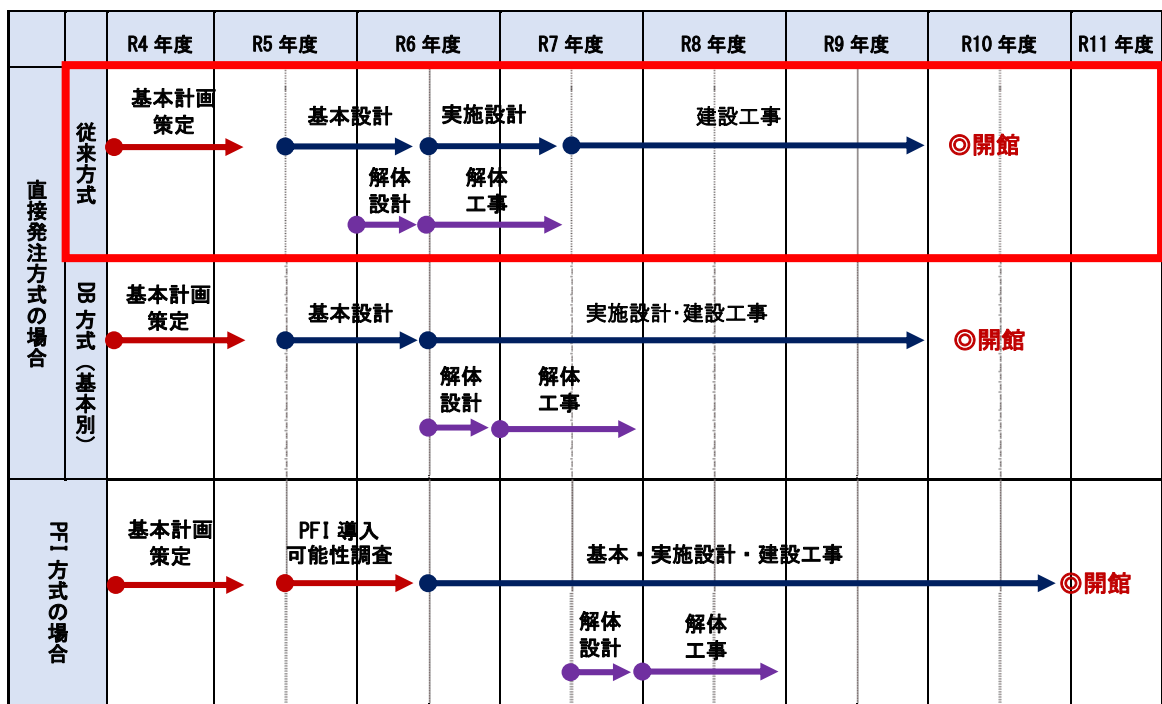 R4 年度
R5 年度
R6 年度
R7 年度
R8 年度
R9 年度
R10 年度
R11 年度
直接発注方式の場合
従来方式
基本計画
策定
基本設計
実施設計
建設工事
◎開館
解体
設計
解体
工事
DB 方式（基本別）
基本計画
策定
基本設計
実施設計・建設工事
◎開館
解体
設計
解体
工事
PFI 方式の場合
基本計画
策定
PFI 導入
可能性調査
基本・実施設計・建設工事
◎開館
解体
設計
解体
工事